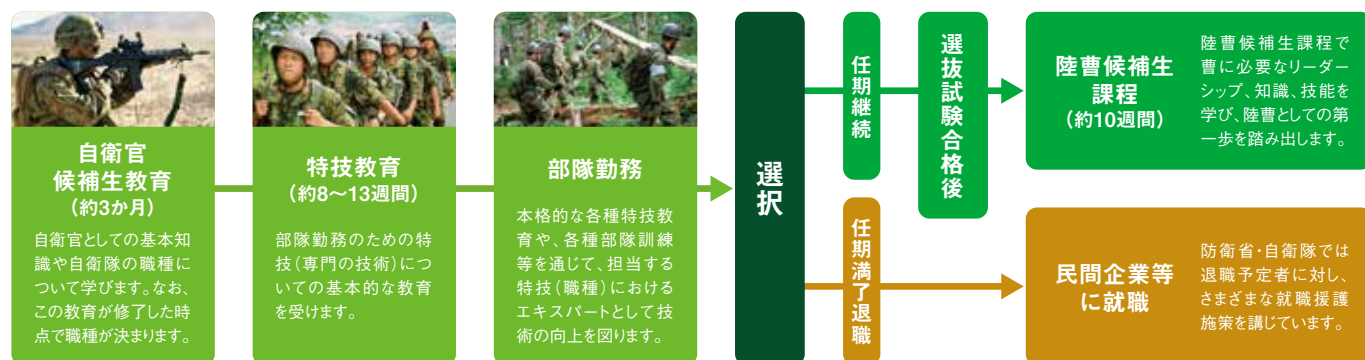 自衛官
候補生教育
(約3か月)
自衛官としての基本知
識や自衛隊の職種に
ついて学びます。なお、
この教育が修了した時
点で職種が決まります。
特技教育
(約8〜13週間)
部隊勤務のための特
技(専門の技術)につ
いての基本的な教育
を受けます。
部隊勤務
本格的な各種特技教
育や、各種部隊訓練
等を通じて、担当する
特技(職種)における
エキスパートとして技
術の向上を図ります。
選択
任期継続
選抜試験合格後
陸曹候補生
課程
(約10週間)
陸曹候補生課程で
曹に必要なリーダー
シップ、知識、技能を
学び、陸曹としての第
一歩を踏み出します。
任期満了退職
民間企業等
に就職
防衛省・自衛隊では
退職予定者に対し、
さまざまな就職援護
施策を講じています。